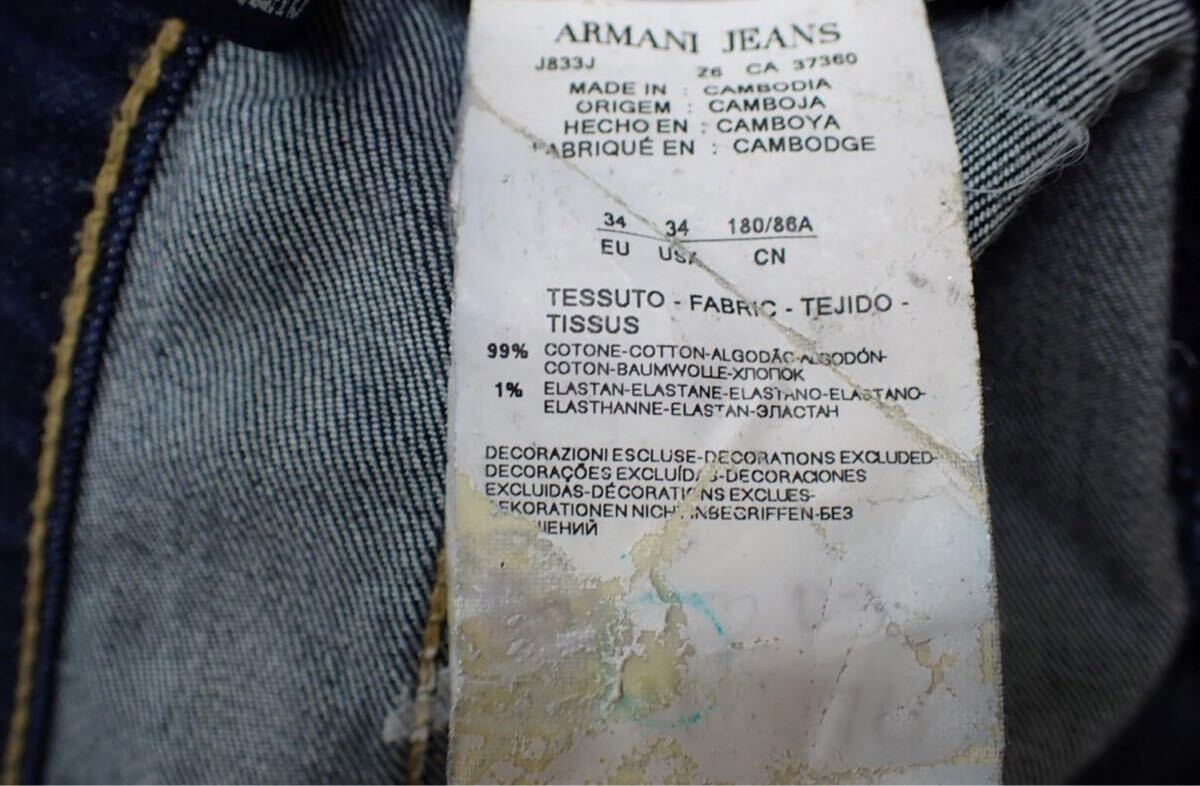 ARMANI JEANS
J833J 26 CA 37360
MADE IN : CAMBODIA
ORIGEM : CAMBOJA
HECHO EN : CAMBOYA
FABRIQUÉ EN : CAMBODGE
34 34 180/86A
EU USA CN
TESSUTO - FABRIC - TEJIDO -
TISSUS
99% COTONE-COTTON-ALGODÃO-ALGODÓN-
COTON-BAUMWOLLE-ХЛОПОК
1% ELASTAN-ELASTANE-ELASTANO-ELASTANO-
ELASTHANNE-ELASTAN-ЭЛАСТАН
DECORAZIONI ESCLUSE-DECORATIONS EXCLUDED-
DECORAÇÕES EXCLUÍDAS-DECORACIONES
EXCLUIDAS-DÉCORATIONS EXCLUES-
DEKORATIONEN NICHT INBEGRIFFEN-БЕЗ